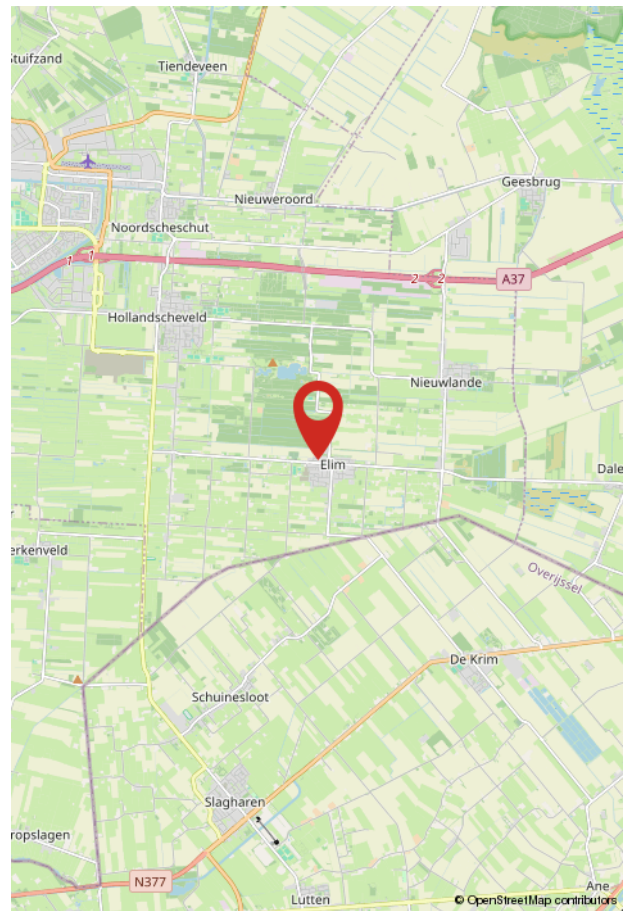 Stuifzand
Tiendeveen
Geesbrug
Nieuweroord
Noordscheschut
1
1
2
2
A37
Hollandscheveld
Nieuwlande
Elim
Dale
erkenveld
Overijssel
De Krim
Schuinesloot
Slagharen
ropslagen
N377
Ane
Lutten
© OpenStreetMap contributors